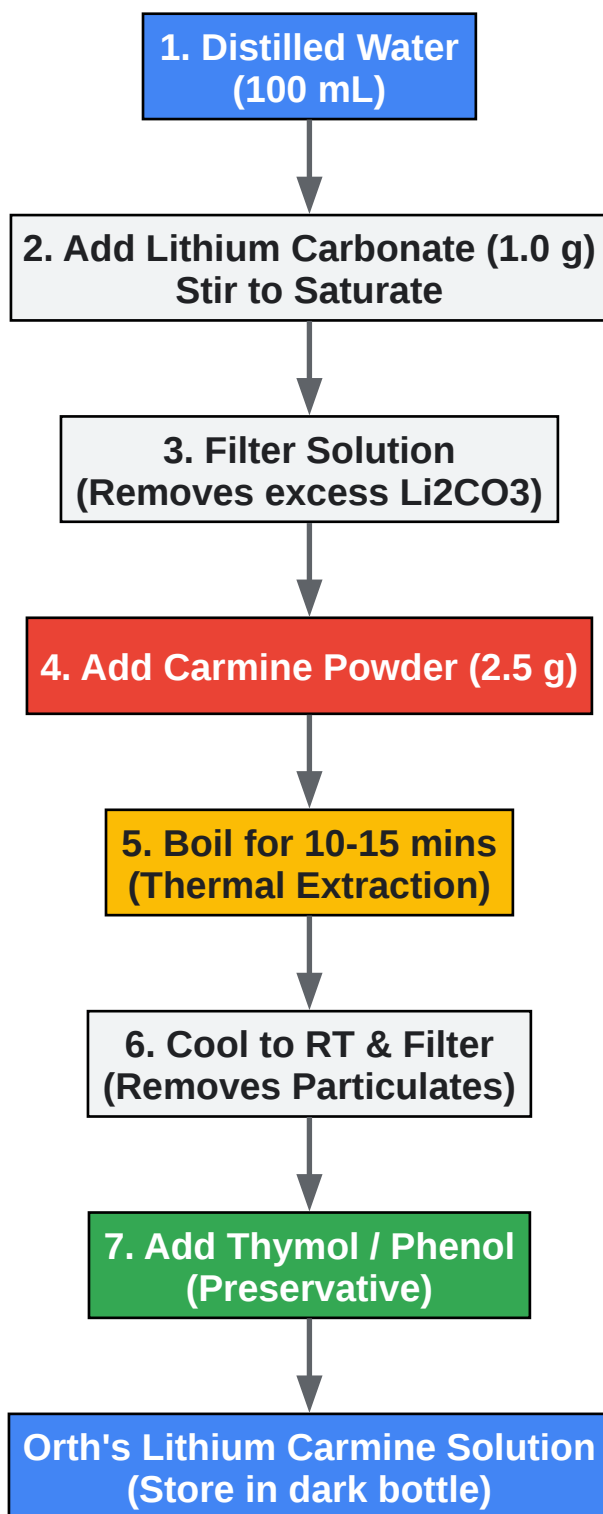 1. Distilled Water
(100 mL)
2. Add Lithium Carbonate (1.0 g)
Stir to Saturate
3. Filter Solution
(Removes excess Li2CO3)
4. Add Carmine Powder (2.5 g)
5. Boil for 10-15 mins
(Thermal Extraction)
6. Cool to RT & Filter
(Removes Particulates)
7. Add Thymol / Phenol
(Preservative)
Orth's Lithium Carmine Solution
(Store in dark bottle)